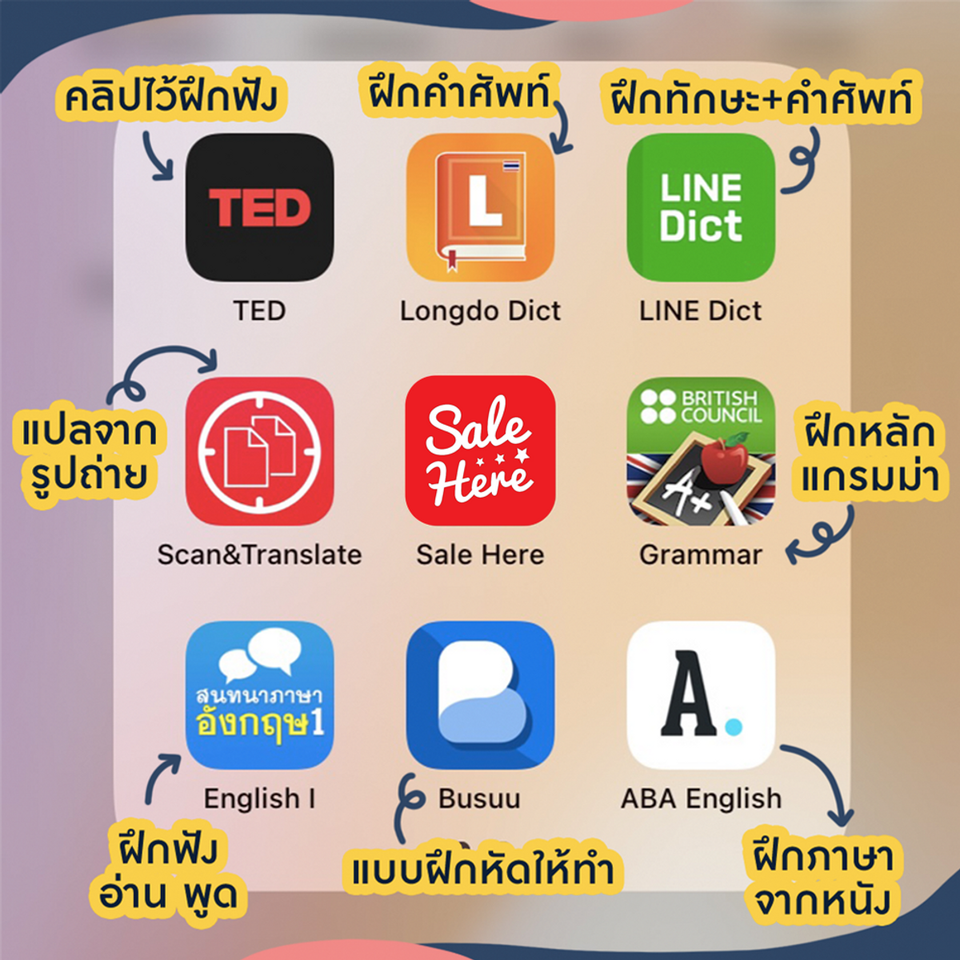 คลิปไว้ฝึกฟัง
ฝึกคำศัพท์
ฝึกทักษะ+คำศัพท์
TED
L
LINE
Dict
TED
Longdo Dict
LINE Dict
แปลจาก
รูปถ่าย
Sale
Here
BRITISH
COUNCIL
A+
ฝึกหลัก
แกรมม่า
Scan&Translate
Sale Here
Grammar
สนทนาภาษา
อังกฤษ1
B
A.
English I
Busuu
ABA English
ฝึกฟัง
อ่าน พูด
แบบฝึกหัดให้ทำ
ฝึกภาษา
จากหนัง